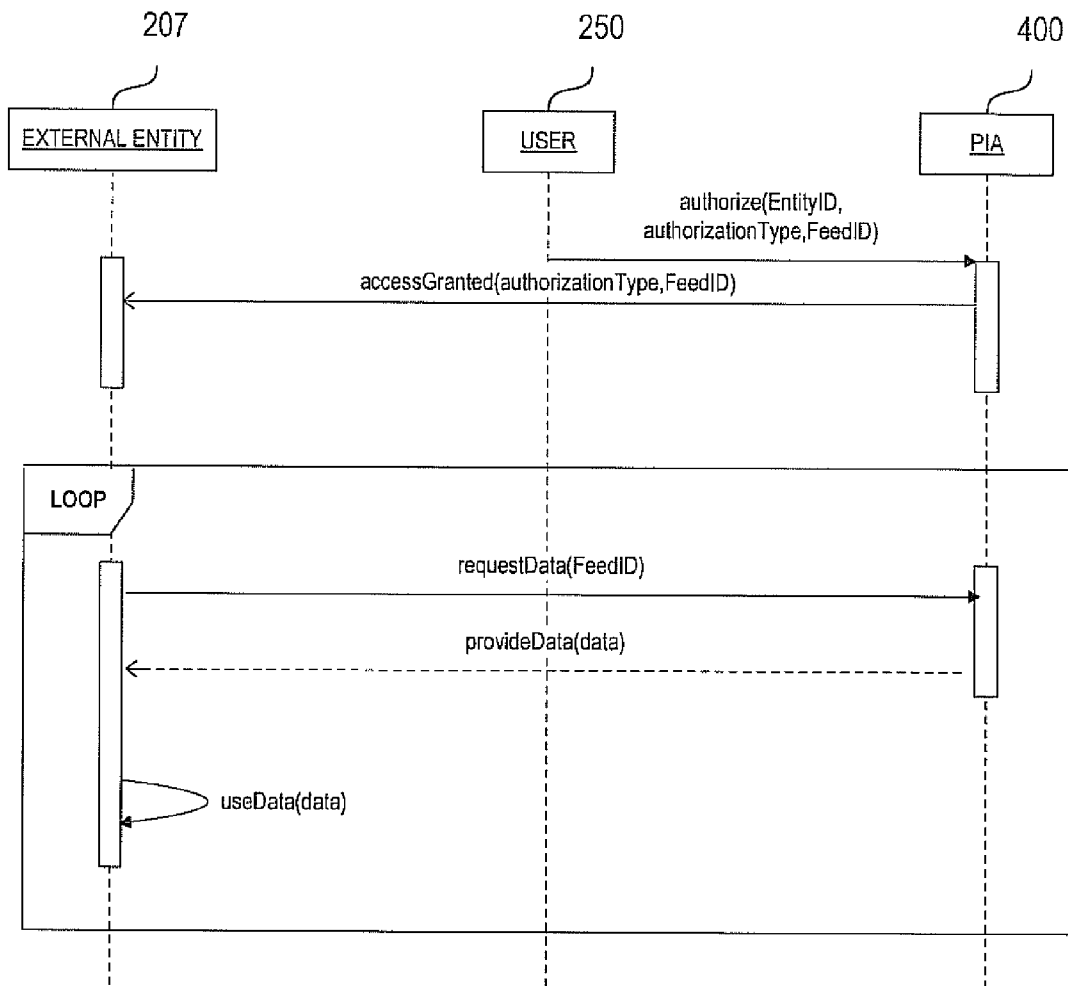 207
250
400
EXTERNAL ENTITY
USER
PIA
authorize(EntityID,
authorizationType,FeedID)
accessGranted(authorizationType,FeedID)
LOOP
requestData(FeedID)
provideData(data)
useData(data)